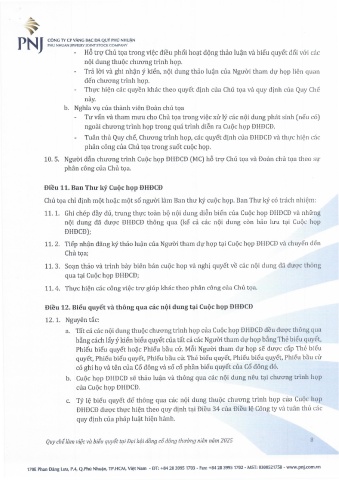 PNJ
CÔNG TY CP VÀNG BẠC ĐÁ QUÝ PHÚ NHUẬN
PHU NHUAN JEWELRY JOINT STOCK COMPANY
- Hỗ trợ Chủ tọa trong việc điều phối hoạt động thảo luận và biểu quyết đối với các
nội dung thuộc chương trình họp.
- Trả lời và ghi nhận ý kiến, nội dung thảo luận của Người tham dự họp liên quan
đến chương trình họp.
- Thực hiện các quyền khác theo quyết định của Chủ tọa và quy định của Quy Chế
này.
b. Nghĩa vụ của thành viên Đoàn chủ tọa
- Tư vấn và tham mưu cho Chủ tọa trong việc xử lý các nội dung phát sinh (nếu có)
ngoài chương trình họp trong quá trình diễn ra Cuộc họp ĐHĐCĐ.
- Tuân thủ Quy chế, Chương trình họp, các quyết định của ĐHĐCĐ và thực hiện các
phân công của Chủ tọa trong suốt cuộc họp.
10. 5. Người dẫn chương trình Cuộc họp ĐHĐCĐ (MC) hỗ trợ Chủ tọa và Đoàn chủ tọa theo sự
phân công của Chủ tọa.
Điều 11. Ban Thư ký Cuộc họp ĐHĐCĐ
Chủ tọa chỉ định một hoặc một số người làm Ban thư ký cuộc họp. Ban Thư ký có trách nhiệm:
11. 1. Ghi chép đầy đủ, trung thực toàn bộ nội dung diễn biến của Cuộc họp ĐHĐCĐ và những
nội dung đã được ĐHĐCĐ thông qua (kể cả các nội dung còn bảo lưu tại Cuộc họp
ĐHĐCĐ);
11. 2. Tiếp nhận đăng ký thảo luận của Người tham dự họp tại Cuộc họp ĐHĐCĐ và chuyển đến
Chủ tọa;
11. 3. Soạn thảo và trình bày biên bản cuộc họp và nghị quyết về các nội dung đã được thông
qua tại Cuộc họp ĐHĐCĐ;
11. 4. Thực hiện các công việc trợ giúp khác theo phân công của Chủ tọa.
Điều 12. Biểu quyết và thông qua các nội dung tại Cuộc họp ĐHĐCĐ
12. 1. Nguyên tắc:
a. Tất cả các nội dung thuộc chương trình họp của Cuộc họp ĐHĐCĐ đều được thông qua
bằng cách lấy ý kiến biểu quyết của tất cả các Người tham dự họp bằng Thẻ biểu quyết,
Phiếu biểu quyết hoặc Phiếu bầu cử. Mỗi Người tham dự họp sẽ được cấp Thẻ biểu
quyết, Phiếu biểu quyết, Phiếu bầu cử. Thẻ biểu quyết, Phiếu biểu quyết, Phiếu bầu cử
có ghi họ và tên của Cổ đông và số cổ phần biểu quyết của Cổ đông đó.
b. Cuộc họp ĐHĐCĐ sẽ thảo luận và thông qua các nội dung nêu tại chương trình họp
của Cuộc họp ĐHĐCĐ.
c. Tỷ lệ biểu quyết để thông qua các nội dung thuộc chương trình họp của Cuộc họp
ĐHĐCĐ được thực hiện theo quy định tại Điều 34 của Điều lệ Công ty và tuân thủ các
quy định của pháp luật hiện hành.
Quy chế làm việc và biểu quyết tại Đại hội đồng cổ đông thường niên năm 2025 8
170E Phan Đăng Lưu, P.4, Q.Phú Nhuận, TP.HCM, Việt Nam - ĐT: +84 28 3995 1703 - Fax: +84 28 3995 1702 - MST: 0300521758 - www.pnj.com.vn